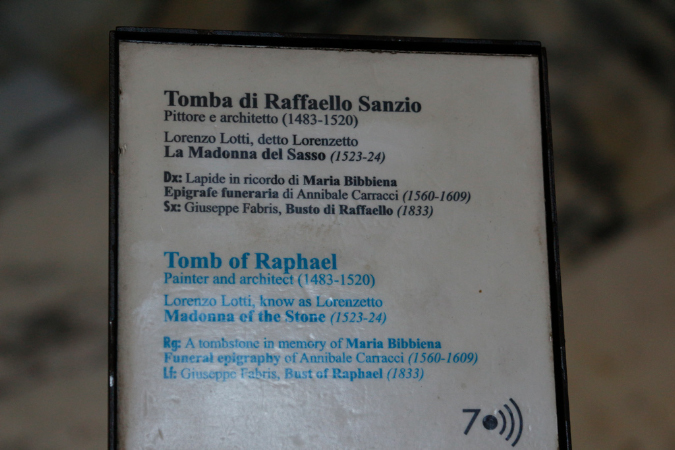 Tomba di Raffaello Sanzio
Pittore e architetto (1483-1520)
Lorenzo Lotti, detto Lorenzetto
La Madonna del Sasso (1523-24)
Dx: Lapide in ricordo di Maria Bibbiena
Epigrafe funeraria di Annibale Carracci (1560-1609)
Sx: Giuseppe Fabris, Busto di Raffaello (1833)
Tomb of Raphael
Painter and architect (1483-1520)
Lorenzo Lotti, know as Lorenzetto
Madonna of the Stone (1523-24)
Rg: A tombstone in memory of Maria Bibbiena
Funeral epigraphy of Annibale Carracci (1560-1609)
Lf: Giuseppe Fabris, Bust of Raphael (1833)
7